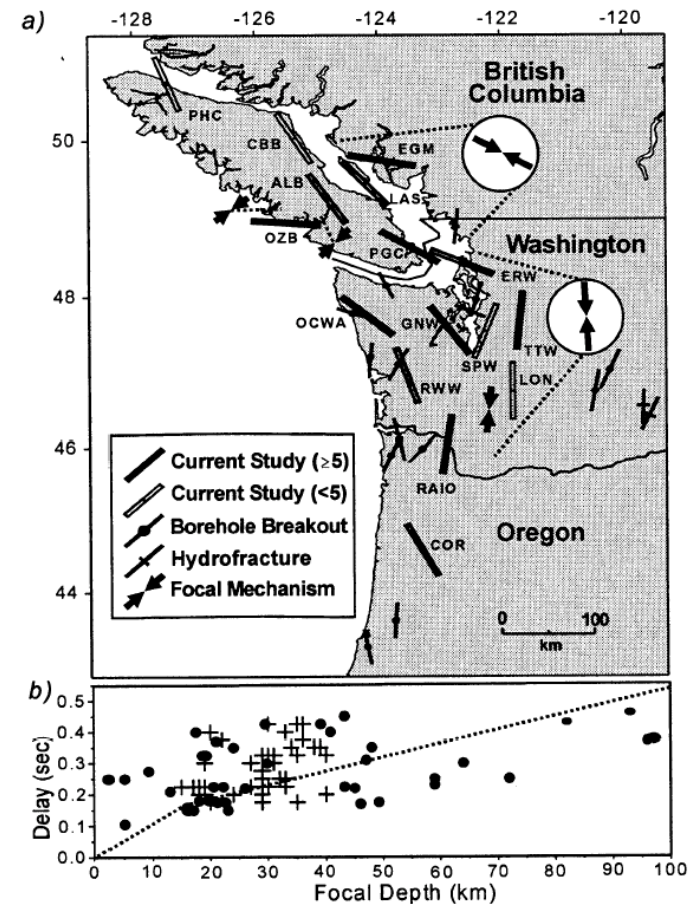 a)
-128 -126 -124 -122 -120
British
Columbia
50
PHC
CBB
EGM
ALB
LAS
OZB
PGC
Washington
ERW
48
OCWA
GNW
SPW
TTW
RWW
LON
46
Current Study (≥5)
Current Study (<5)
Borehole Breakout
Hydrofracture
Focal Mechanism
RAIO
Oregon
COR
44
0 100
km
b)
0.5
0.4
0.3
0.2
0.1
0.0
Delay (sec)
0 10 20 30 40 50 60 70 80 90 100
Focal Depth (km)